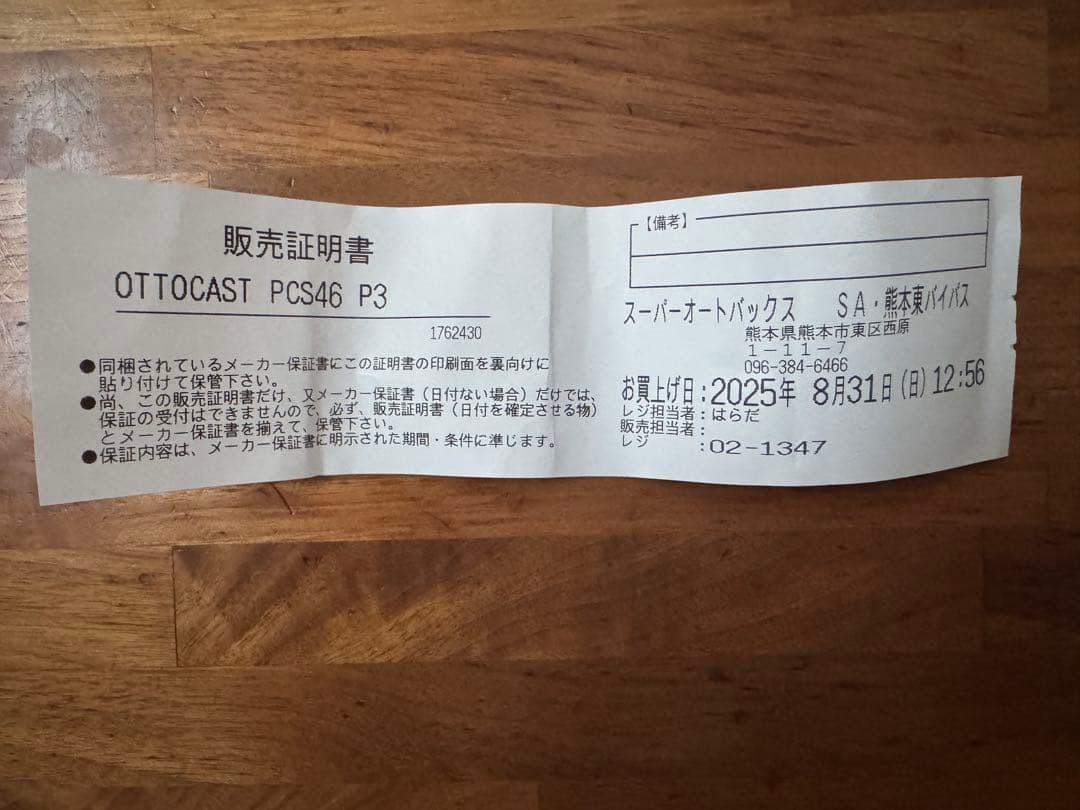 販売証明書
OTTOCAST PCS46 P3
1762430
●同梱されているメーカー保証書にこの証明書の印刷面を裏向けに
貼り付けて保管下さい。
●尚、この販売証明書だけ、又メーカー保証書（日付ない場合）だけでは、
保証の受付はできませんので、必ず、販売証明書（日付を確定させる物）
とメーカー保証書を揃えて、保管下さい。
●保証内容は、メーカー保証書に明示された期間・条件に準じます。
【備考】
スーパーオートバックス　ＳＡ・熊本東バイパス
熊本県熊本市東区西原
１－１１－７
096-384-6466
お買上げ日：2025年 8月31日（日）12:56
レジ担当者：はらだ
販売担当者：
レジ　　　：02-1347